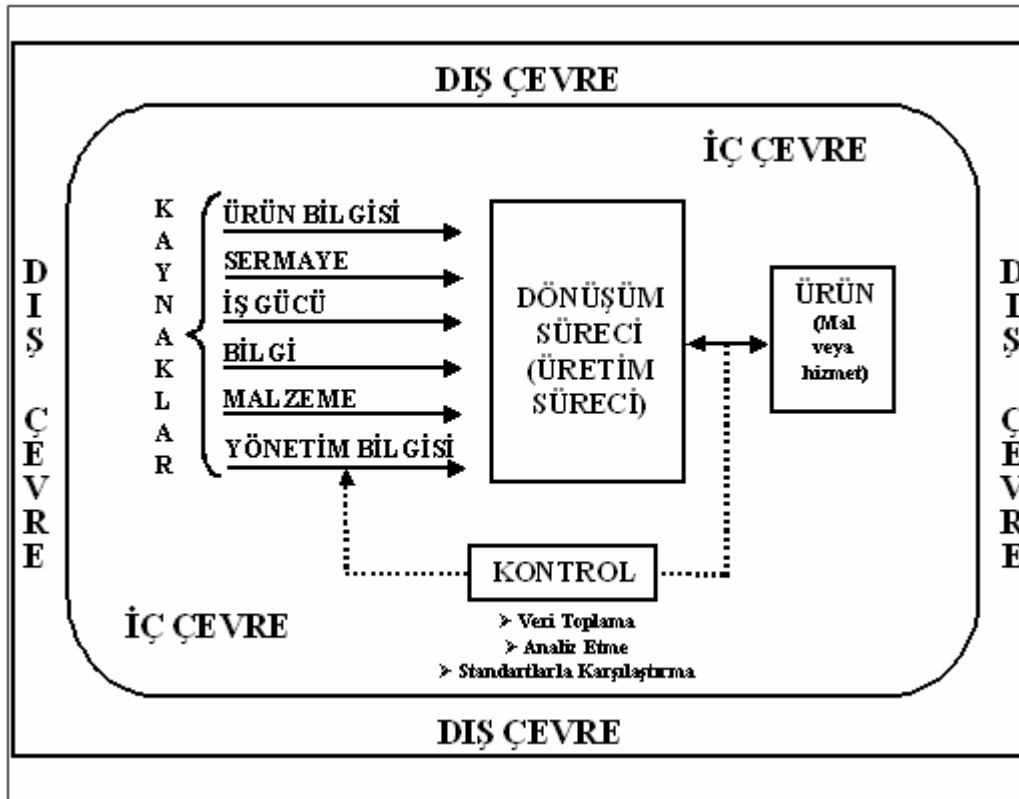 DIŞ ÇEVRE
İÇ ÇEVRE
KAYNAKLAR
ÜRÜN BİLGİSİ
SERMAYE
İŞ GÜCÜ
BİLGİ
MALZEME
YÖNETİM BİLGİSİ
DÖNÜŞÜM
SÜRECİ
(ÜRETİM
SÜRECİ)
ÜRÜN
(Mal
veya
hizmet)
DIŞ ÇEVRE
DIŞ ÇEVRE
KONTROL
➢ Veri Toplama
➢ Analiz Etme
➢ Standartlarla Karşılaştırma
İÇ ÇEVRE
DIŞ ÇEVRE